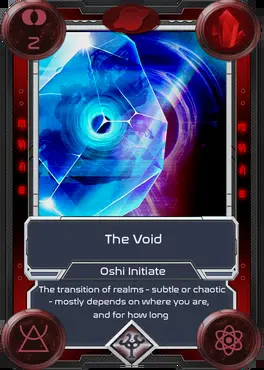 2
The Void
Oshi Initiate
The transition of realms - subtle or chaotic
- mostly depends on where you are,
and for how long